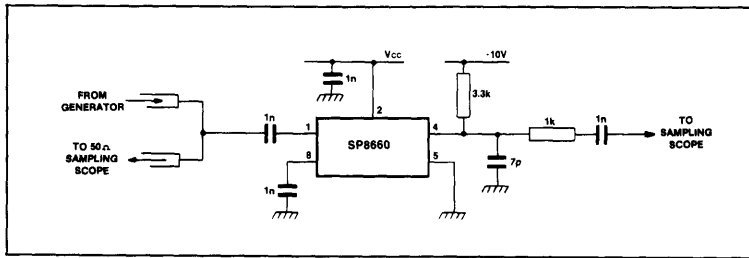 Vcc
-10V
1n
3.3k
FROM
GENERATOR
1n
2
1k
1n
TO
SAMPLING
SCOPE
1
4
TO 50Ω
SAMPLING
SCOPE
SP8660
8
5
7p
1n